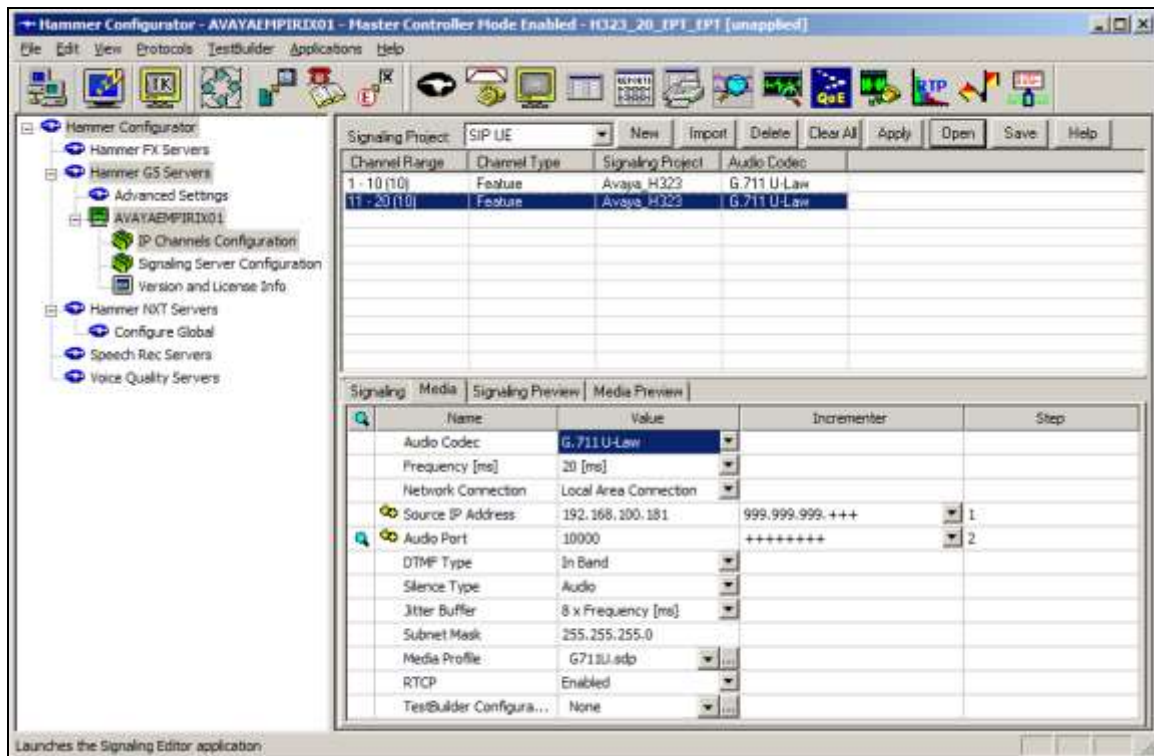 Hammer Configurator - AVAYAEMPIRIX01 - Master Controller Mode Enabled - H323_20_EPT_EPT [unapplied]
File Edit View Protocols TestBuilder Applications Help
TK
REPORTS
QoE
RTP
Hammer Configurator
Hammer FX Servers
Hammer G5 Servers
Advanced Settings
AVAYAEMPIRIX01
IP Channels Configuration
Signaling Server Configuration
Version and License Info
Hammer NXT Servers
Configure Global
Speech Rec Servers
Voice Quality Servers
Signaling Project: SIP UE New Import Delete Clear All Apply Open Save Help
Channel Range Channel Type Signaling Project Audio Codec
1 - 10 (10) Feature Avaya_H323 G.711 U-Law
11 - 20 (10) Feature Avaya_H323 G.711 U-Law
Signaling Media Signaling Preview Media Preview
Name Value Incrementer Step
Audio Codec G.711 U-Law
Frequency [ms] 20 [ms]
Network Connection Local Area Connection
Source IP Address 192.168.100.181 999.999.999.+++ 1
Audio Port 10000 ++++++++ 2
DTMF Type In Band
Silence Type Audio
Jitter Buffer 8 x Frequency [ms]
Subnet Mask 255.255.255.0
Media Profile G711U.sdp ...
RTCP Enabled
TestBuilder Configura... None ...
Launches the Signaling Editor application